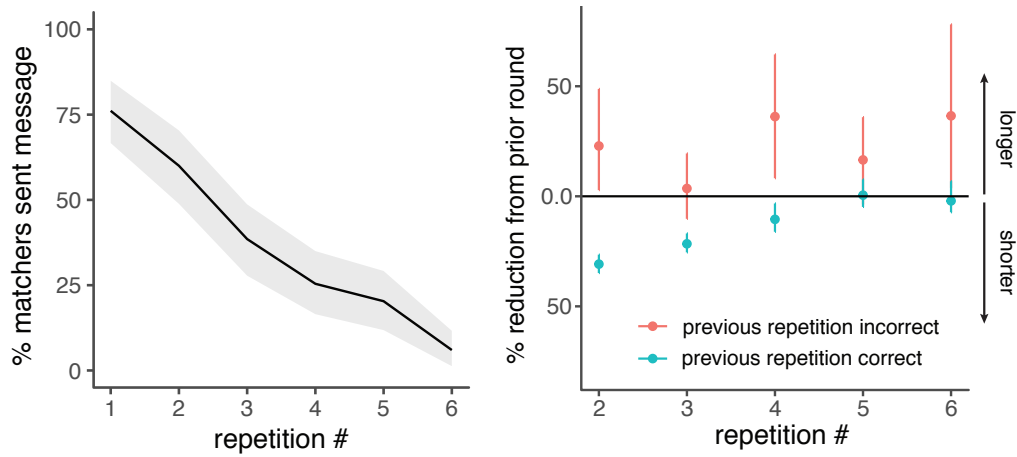 % matchers sent message
100
75
50
25
0
1 2 3 4 5 6
repetition #
% reduction from prior round
50
0.0
50
longer
shorter
previous repetition incorrect
previous repetition correct
2 3 4 5 6
repetition #